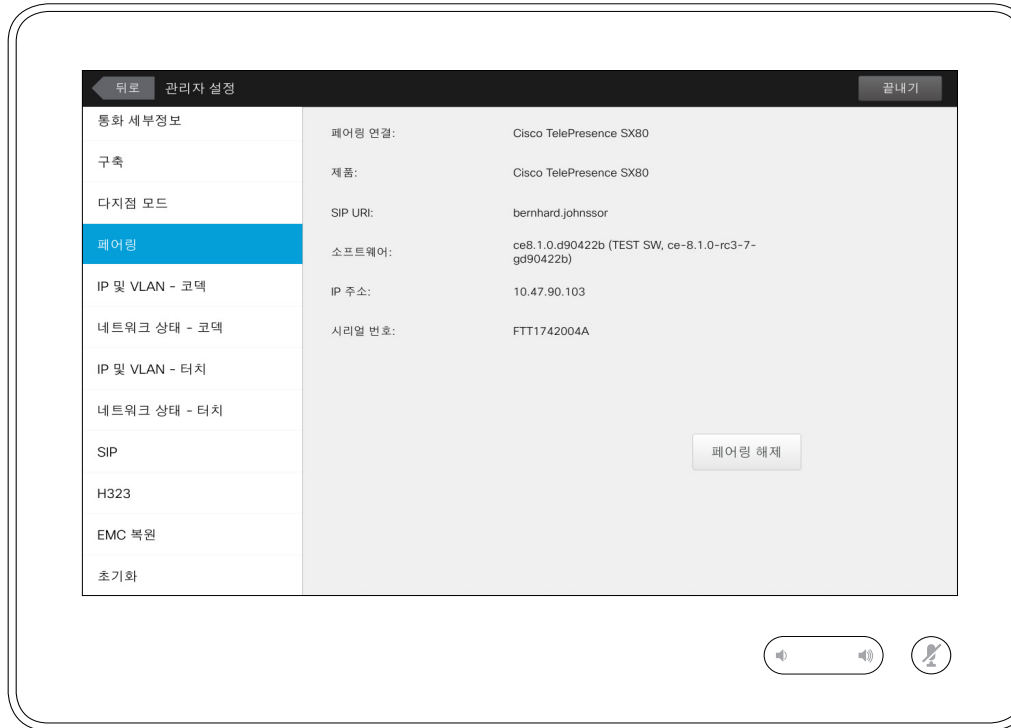 뒤로 관리자 설정 끝내기
통화 세부정보
구축
다지점 모드
페어링
IP 및 VLAN - 코덱
네트워크 상태 - 코덱
IP 및 VLAN - 터치
네트워크 상태 - 터치
SIP
H323
EMC 복원
초기화
페어링 연결: Cisco TelePresence SX80
제품: Cisco TelePresence SX80
SIP URI: bernhard.johnssor
소프트웨어: ce8.1.0.d90422b (TEST SW, ce-8.1.0-rc3-7-
gd90422b)
IP 주소: 10.47.90.103
시리얼 번호: FTT1742004A
페어링 해제